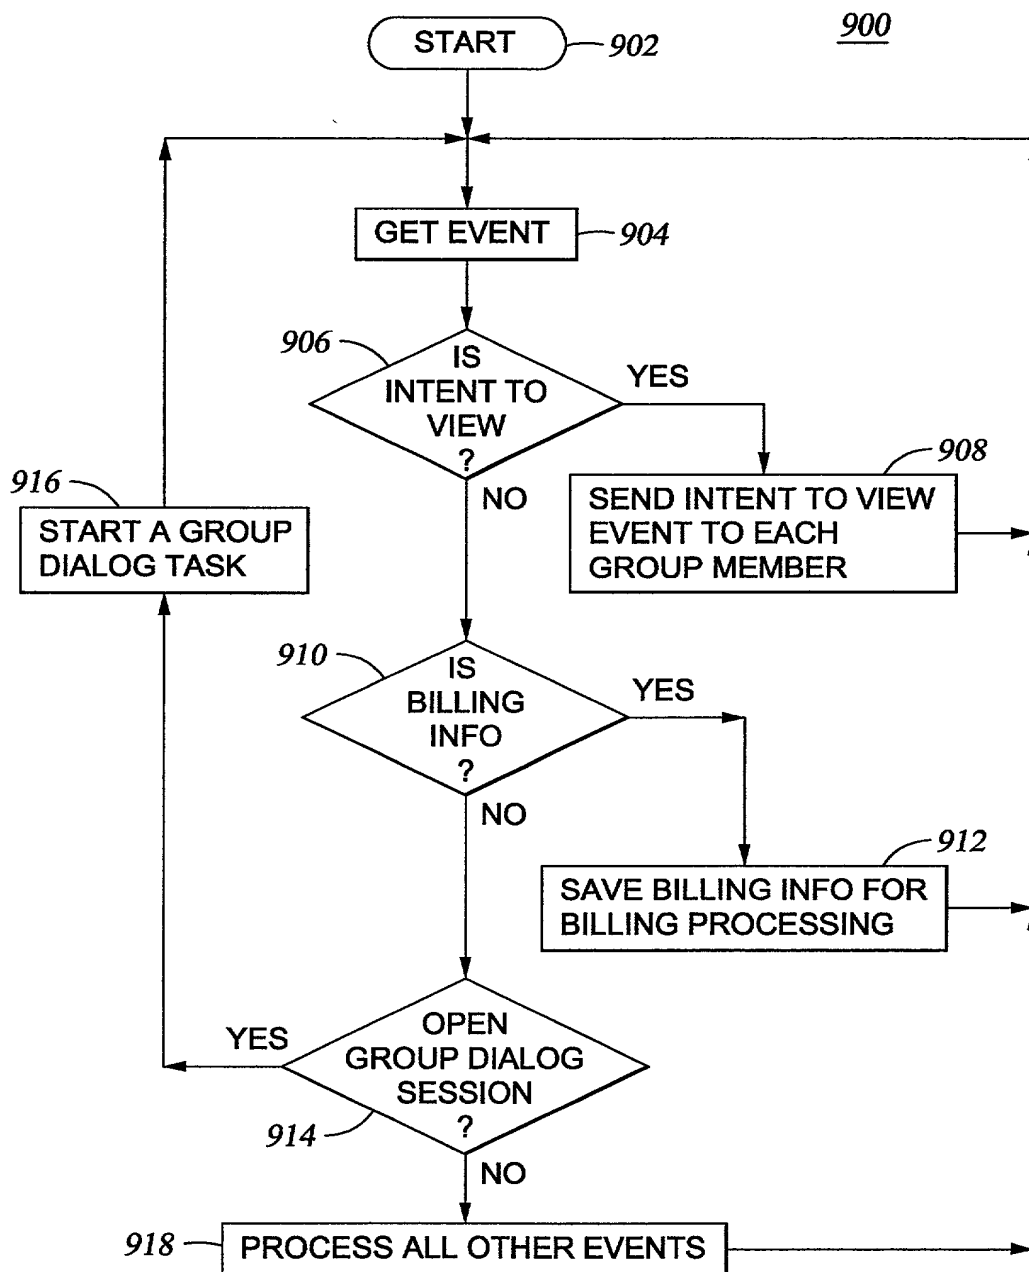 900
START
902
GET EVENT
904
906
IS
INTENT TO
VIEW
?
YES
NO
908
SEND INTENT TO VIEW
EVENT TO EACH
GROUP MEMBER
916
START A GROUP
DIALOG TASK
910
IS
BILLING
INFO
?
YES
NO
912
SAVE BILLING INFO FOR
BILLING PROCESSING
YES
OPEN
GROUP DIALOG
SESSION
?
914
NO
918
PROCESS ALL OTHER EVENTS